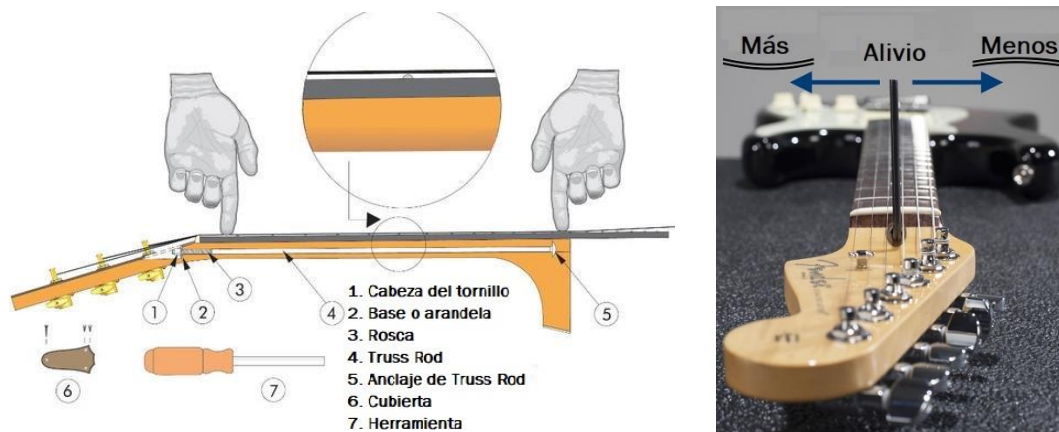 1
2
3
4
5
6
7
1. Cabeza del tornillo
2. Base o arandela
3. Rosca
4. Truss Rod
5. Anclaje de Truss Rod
6. Cubierta
7. Herramienta
Más
Alivio
Menos